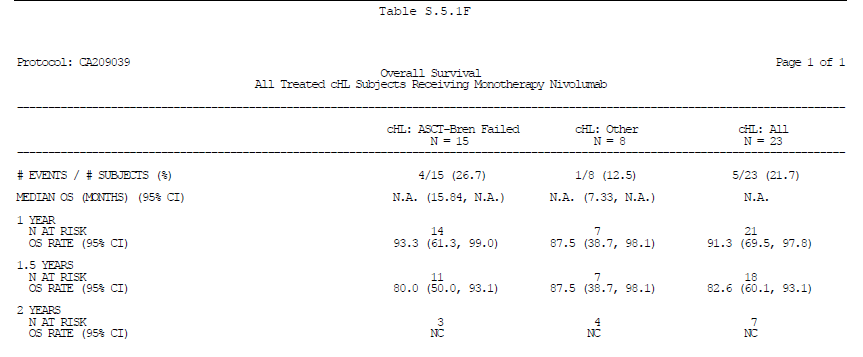 Table S.5.1F
Protocol: CA209039 Page 1 of 1
Overall Survival
All Treated cHL Subjects Receiving Monotherapy Nivolumab
cHL: ASCT-Bren Failed cHL: Other cHL: All
N = 15 N = 8 N = 23
# EVENTS / # SUBJECTS (%) 4/15 (26.7) 1/8 (12.5) 5/23 (21.7)
MEDIAN OS (MONTHS) (95% CI) N.A. (15.84, N.A.) N.A. (7.33, N.A.) N.A.
1 YEAR
N AT RISK 14 7 21
OS RATE (95% CI) 93.3 (61.3, 99.0) 87.5 (38.7, 98.1) 91.3 (69.5, 97.8)
1.5 YEARS
N AT RISK 11 7 18
OS RATE (95% CI) 80.0 (50.0, 93.1) 87.5 (38.7, 98.1) 82.6 (60.1, 93.1)
2 YEARS
N AT RISK 3 4 7
OS RATE (95% CI) NC NC NC